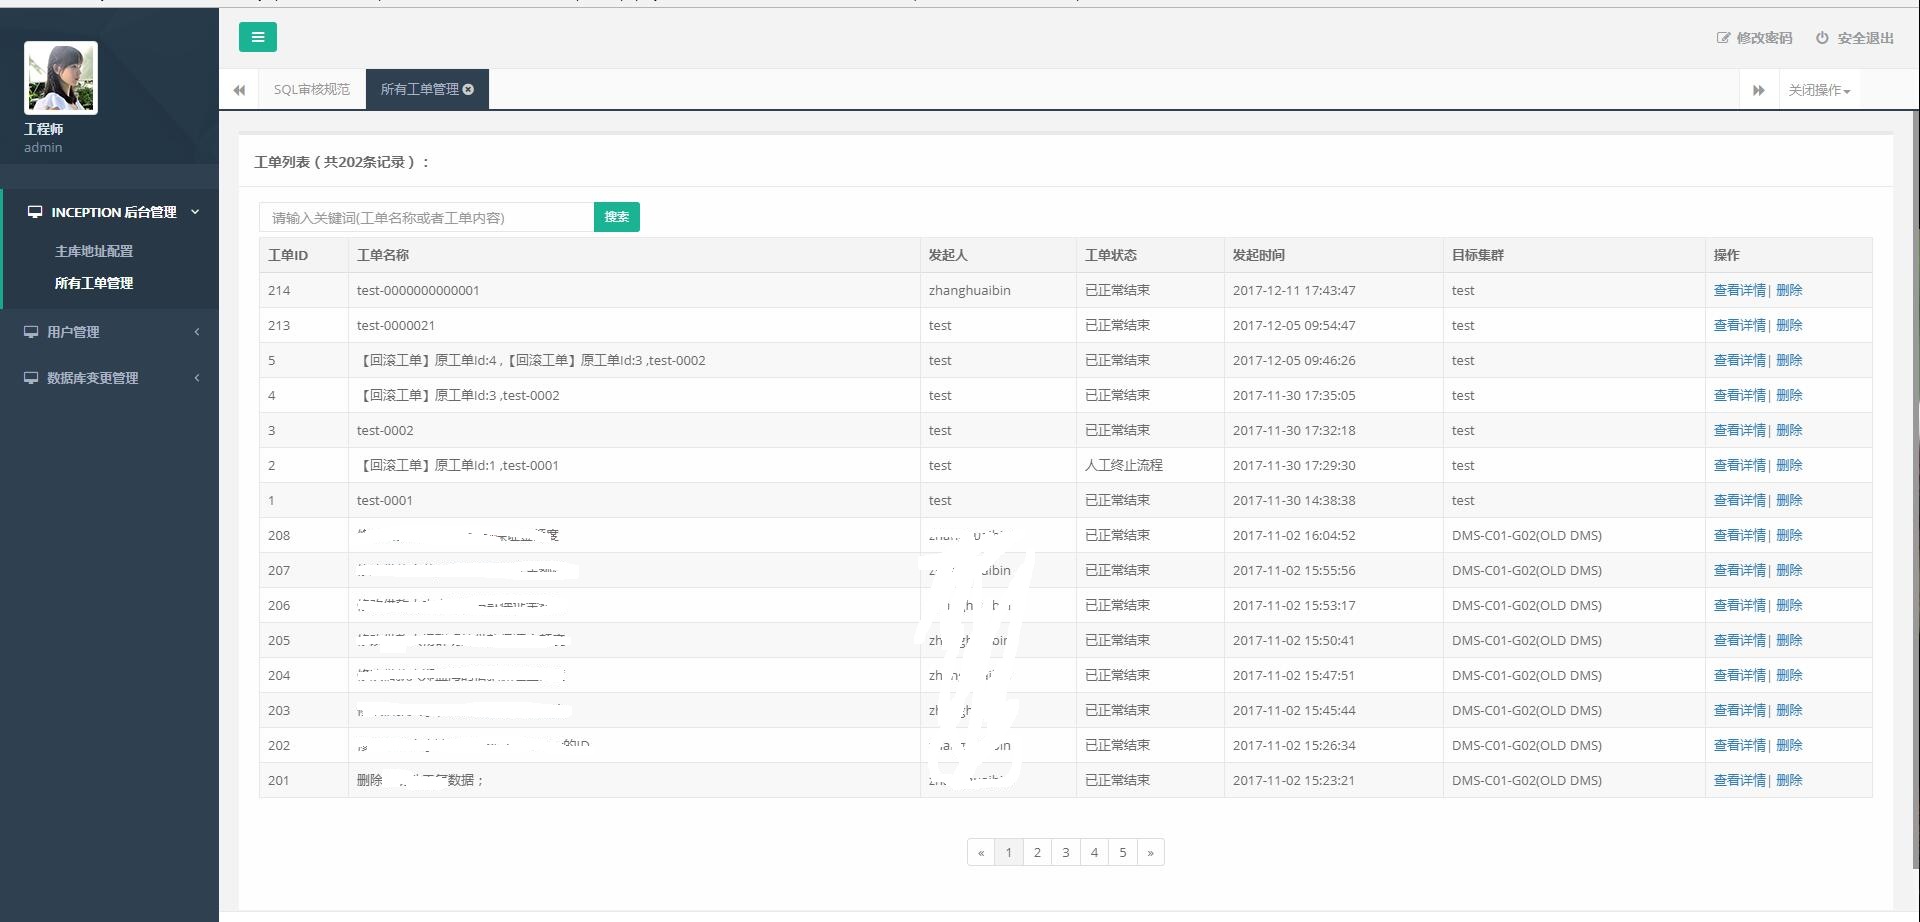 修改密码 安全退出
SQL审核规范 所有工单管理 关闭操作
工程师
admin
INCEPTION 后台管理
主库地址配置
所有工单管理
用户管理
数据库变更管理
工单列表 ( 共202条记录 ) :
请输入关键词(工单名称或者工单内容) 搜索
工单ID 工单名称 发起人 工单状态 发起时间 目标集群 操作
214 test-0000000000001 zhanghuaibin 已正常结束 2017-12-11 17:43:47 test 查看详情| 删除
213 test-0000021 test 已正常结束 2017-12-05 09:54:47 test 查看详情| 删除
5 【回滚工单】原工单Id:4 ,【回滚工单】原工单Id:3 ,test-0002 test 已正常结束 2017-12-05 09:46:26 test 查看详情| 删除
4 【回滚工单】原工单Id:3 ,test-0002 test 已正常结束 2017-11-30 17:35:05 test 查看详情| 删除
3 test-0002 test 已正常结束 2017-11-30 17:32:18 test 查看详情| 删除
2 【回滚工单】原工单Id:1 ,test-0001 test 人工终止流程 2017-11-30 17:29:30 test 查看详情| 删除
1 test-0001 test 已正常结束 2017-11-30 14:38:38 test 查看详情| 删除
208 已正常结束 2017-11-02 16:04:52 DMS-C01-G02(OLD DMS) 查看详情| 删除
207 已正常结束 2017-11-02 15:55:56 DMS-C01-G02(OLD DMS) 查看详情| 删除
206 已正常结束 2017-11-02 15:53:17 DMS-C01-G02(OLD DMS) 查看详情| 删除
205 已正常结束 2017-11-02 15:50:41 DMS-C01-G02(OLD DMS) 查看详情| 删除
204 已正常结束 2017-11-02 15:47:51 DMS-C01-G02(OLD DMS) 查看详情| 删除
203 已正常结束 2017-11-02 15:45:44 DMS-C01-G02(OLD DMS) 查看详情| 删除
202 的ID 已正常结束 2017-11-02 15:26:34 DMS-C01-G02(OLD DMS) 查看详情| 删除
201 删除 数据 ; 已正常结束 2017-11-02 15:23:21 DMS-C01-G02(OLD DMS) 查看详情| 删除
« 1 2 3 4 5 »